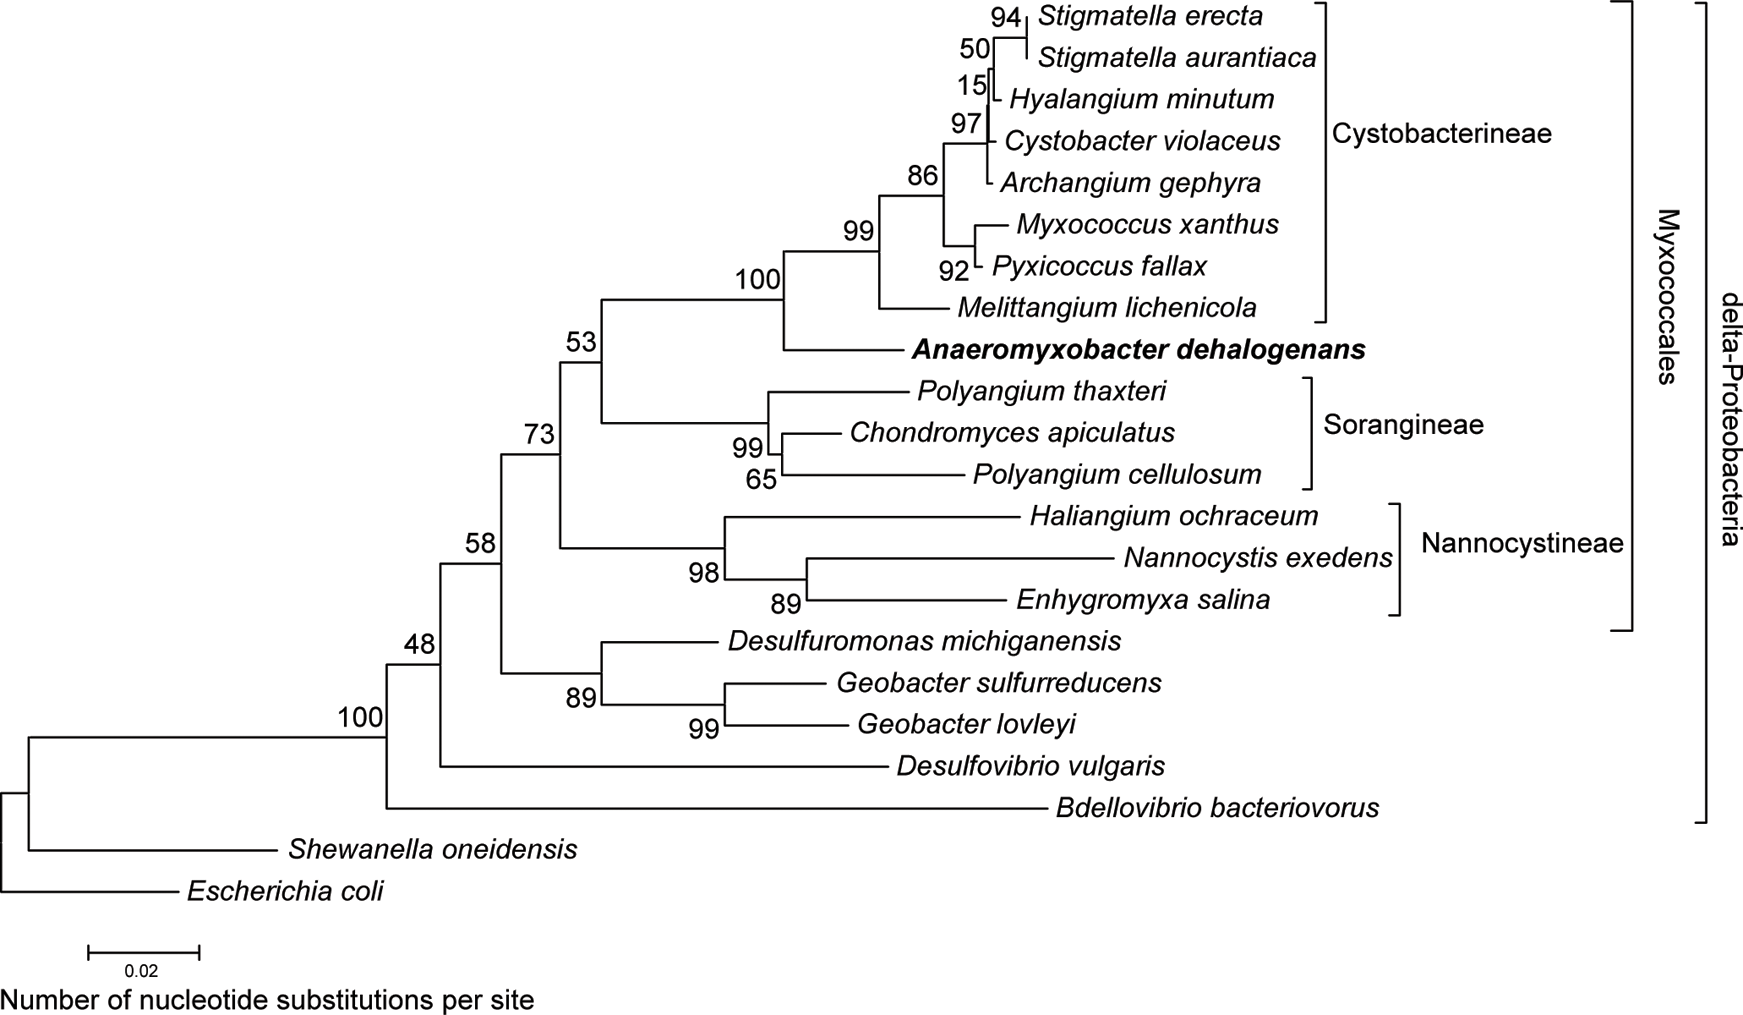 94 Stigmatella erecta
50 Stigmatella aurantiaca
15 Hyalangium minutum
97 Cystobacter violaceus
Cystobacterineae
86 Archangium gephyra
99 Myxococcus xanthus
92 Pyxicoccus fallax
100 Melittangium lichenicola
53 Anaeromyxobacter dehalogenans
Polyangium thaxteri
73 Chondromyces apiculatus
Sorangineae
99
65 Polyangium cellulosum
Haliangium ochraceum
58 Nannocystis exedens
Nannocystineae
98
89 Enhygromyxa salina
Myxococcales
delta-Proteobacteria
48 Desulfuromonas michiganensis
89 Geobacter sulfurreducens
100 99 Geobacter lovleyi
Desulfovibrio vulgaris
Bdellovibrio bacteriovorus
Shewanella oneidensis
Escherichia coli
0.02
Number of nucleotide substitutions per site